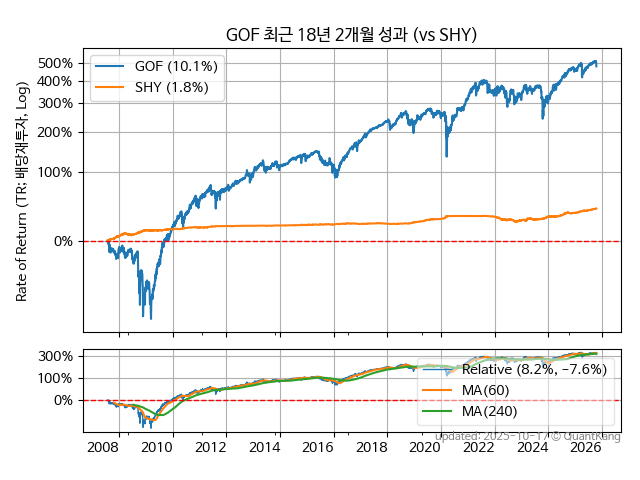 GOF 최근 18년 2개월 성과 (vs SHY)
Rate of Return (TR; 배당재투자, Log)
500%
400%
300%
200%
100%
0%
GOF (10.1%)
SHY (1.8%)
300%
100%
0%
Relative (8.2%, −7.6%)
MA(60)
MA(240)
2008 2010 2012 2014 2016 2018 2020 2022 2024 2026
updated: 2025-10-17 © QuantKang